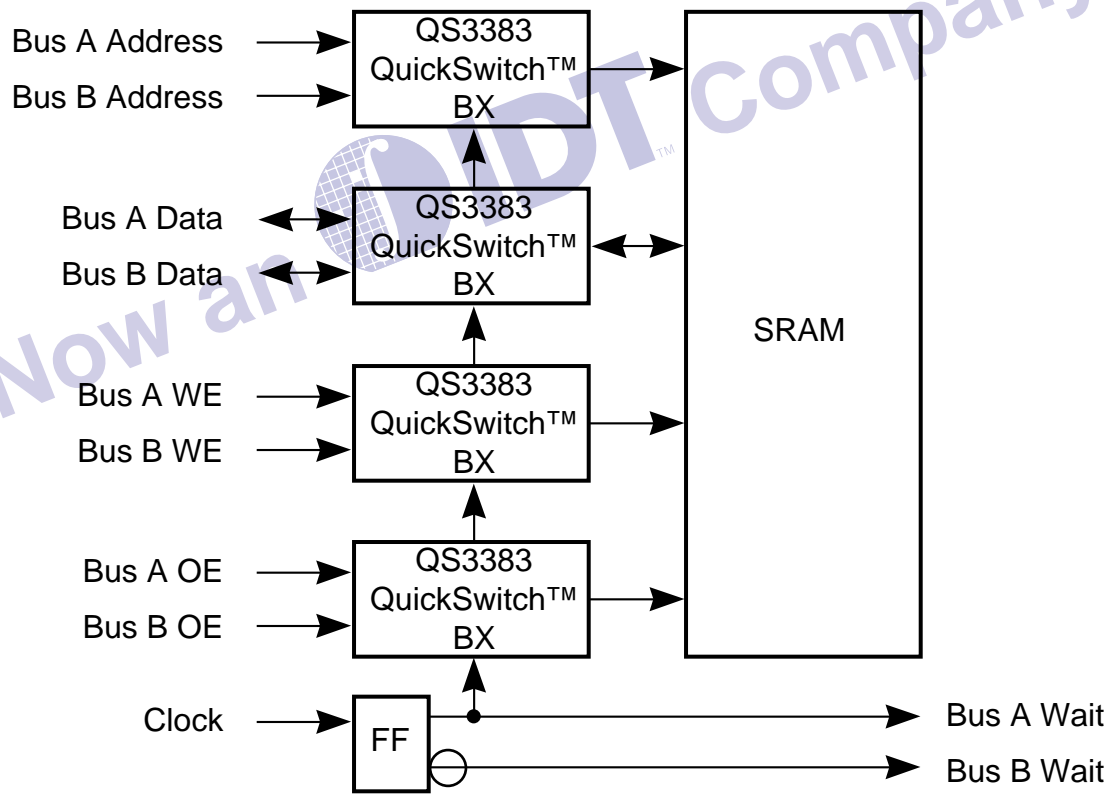 Bus A Address
Bus B Address
QS3383
QuickSwitch™
BX
Bus A Data
Bus B Data
QS3383
QuickSwitch™
BX
SRAM
Bus A WE
Bus B WE
QS3383
QuickSwitch™
BX
Bus A OE
Bus B OE
QS3383
QuickSwitch™
BX
Clock
FF
Bus A Wait
Bus B Wait
Now an IDT™ Company